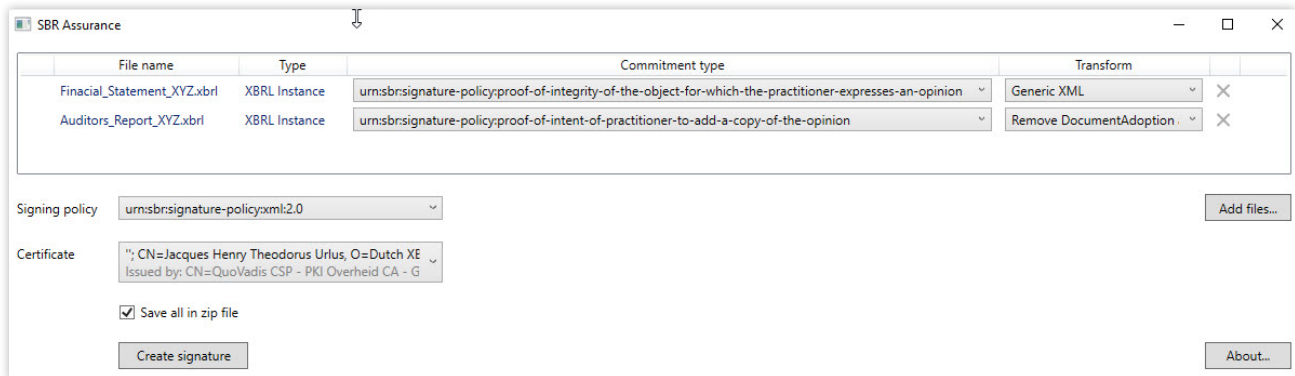 SBR Assurance
File name Type Commitment type Transform
Finacial_Statement_XYZ.xbrl XBRL Instance urn:sbr:signature-policy:proof-of-integrity-of-the-object-for-which-the-practitioner-expresses-an-opinion Generic XML
Auditors_Report_XYZ.xbrl XBRL Instance urn:sbr:signature-policy:proof-of-intent-of-practitioner-to-add-a-copy-of-the-opinion Remove DocumentAdoption
Signing policy urn:sbr:signature-policy:xml:2.0 Add files...
Certificate "; CN=Jacques Henry Theodorus Urlus, O=Dutch XE
Issued by: CN=QuoVadis CSP - PKI Overheid CA - G
Save all in zip file
Create signature About...